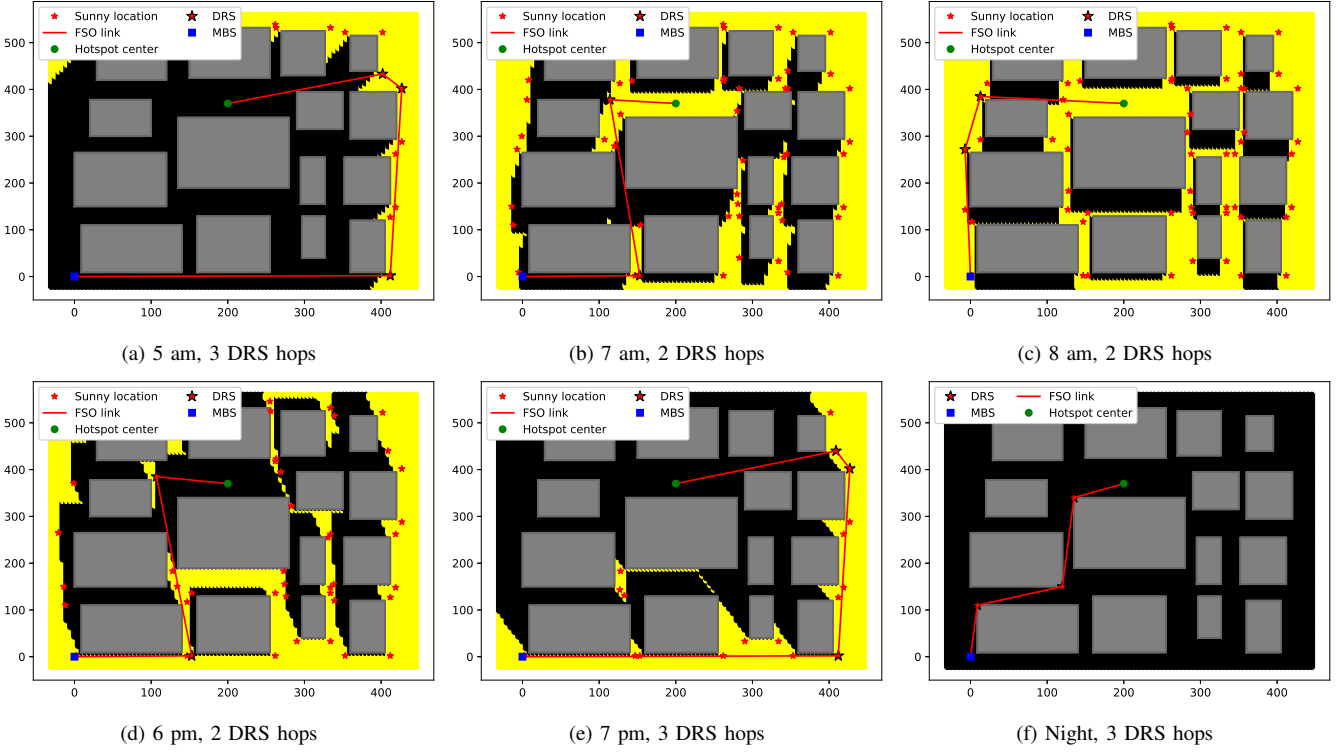 Sunny location
FSO link
Hotspot center
DRS
MBS
500
400
300
200
100
0
0 100 200 300 400
(a) 5 am, 3 DRS hops
Sunny location
FSO link
Hotspot center
DRS
MBS
500
400
300
200
100
0
0 100 200 300 400
(b) 7 am, 2 DRS hops
Sunny location
FSO link
Hotspot center
DRS
MBS
500
400
300
200
100
0
0 100 200 300 400
(c) 8 am, 2 DRS hops
Sunny location
FSO link
Hotspot center
DRS
MBS
500
400
300
200
100
0
0 100 200 300 400
(d) 6 pm, 2 DRS hops
Sunny location
FSO link
Hotspot center
DRS
MBS
500
400
300
200
100
0
0 100 200 300 400
(e) 7 pm, 3 DRS hops
DRS
MBS
FSO link
Hotspot center
500
400
300
200
100
0
0 100 200 300 400
(f) Night, 3 DRS hops